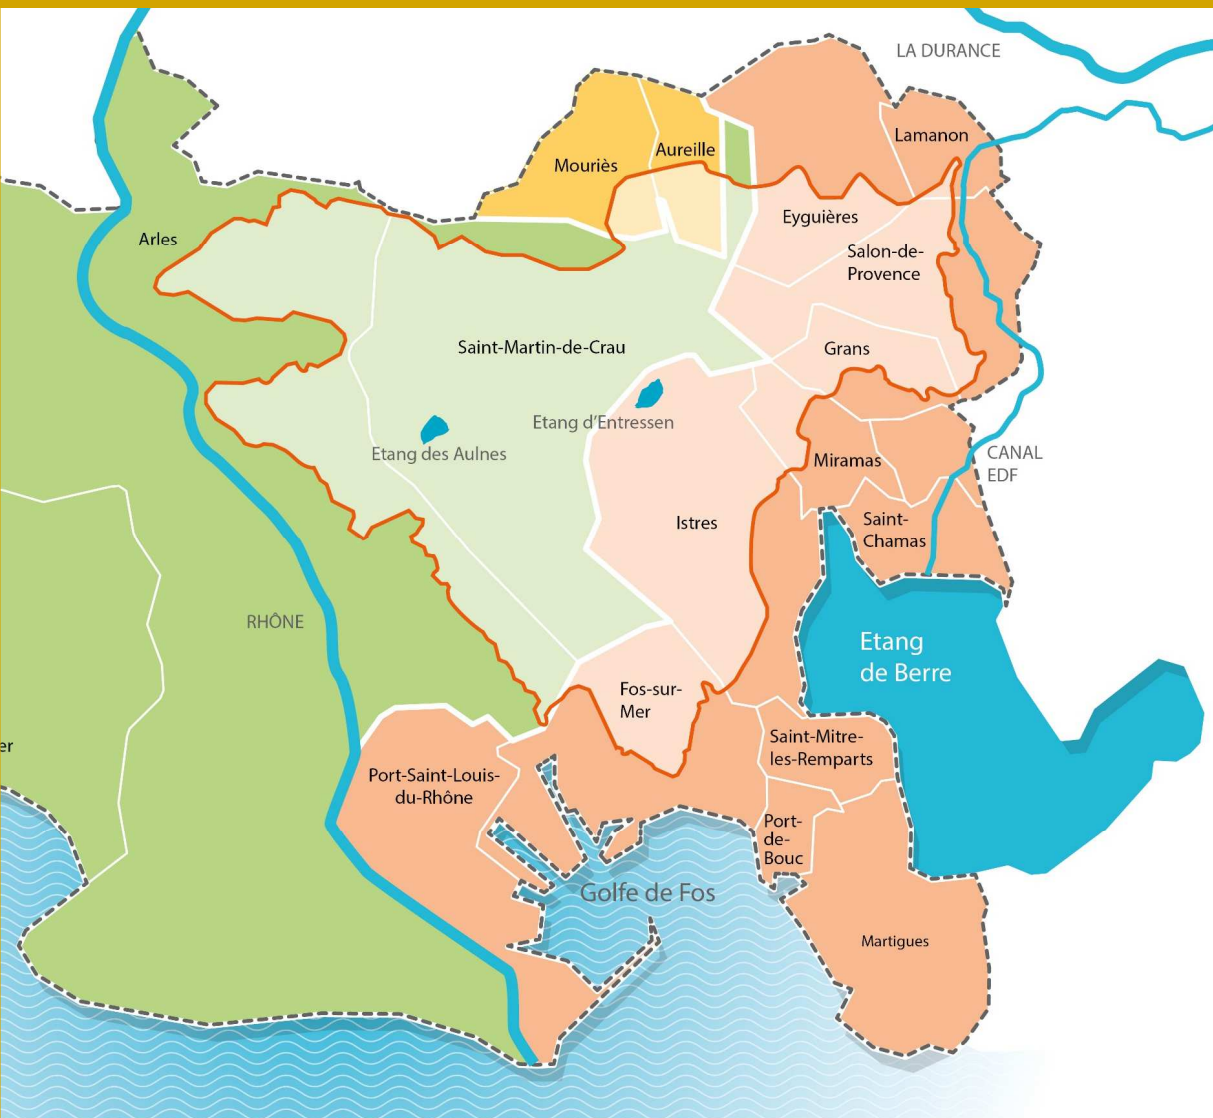 LA DURANCE
Lamanon
Aureille
Mouriès
Eyguières
Arles
Salon-de-
Provence
Saint-Martin-de-Crau
Grans
Etang d'Entressen
Etang des Aulnes
CANAL
EDF
Miramas
Istres
Saint-
Chamas
RHÔNE
Etang
de Berre
Fos-sur-
Mer
er
Saint-Mitre-
les-Remparts
Port-Saint-Louis-
du-Rhône
Port-
de-
Bouc
Golfe de Fos
Martigues